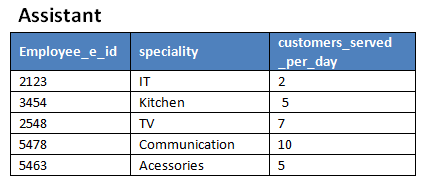 Assistant
Employee_e_id speciality customers_served
_per_day
2123 IT 2
3454 Kitchen 5
2548 TV 7
5478 Communication 10
5463 Acessories 5